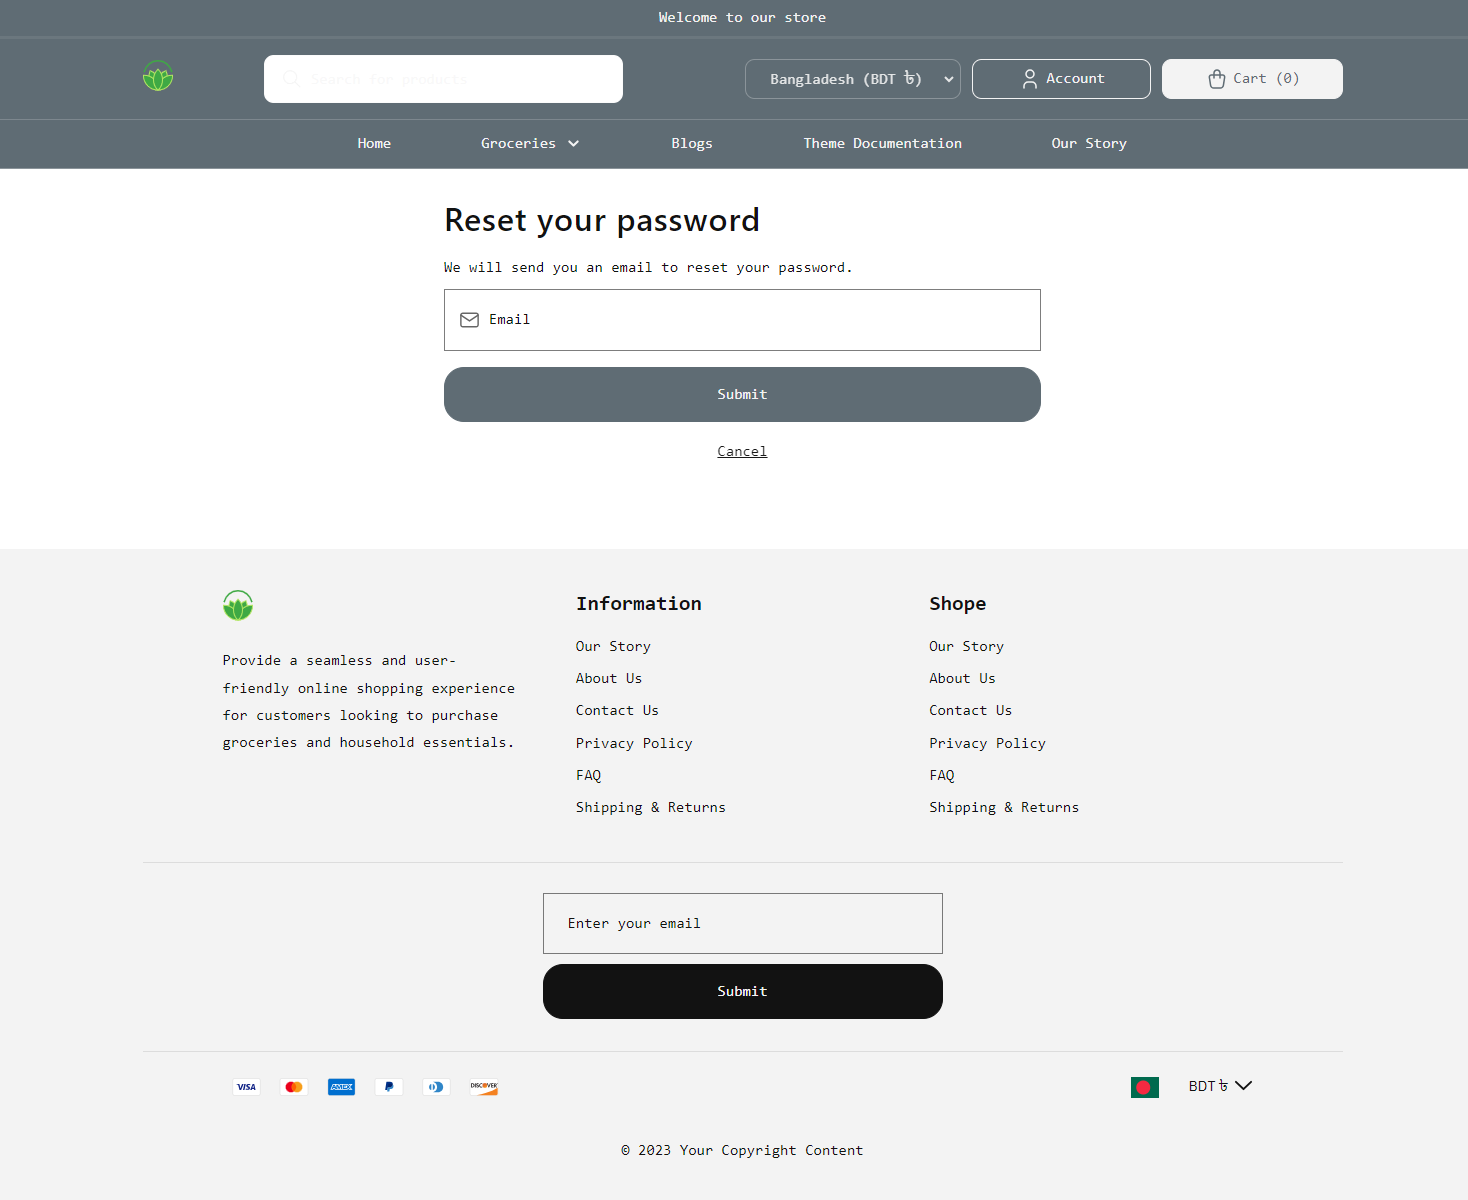 Welcome to our store
Search for products
Bangladesh (BDT ৳)
Account
Cart (0)
Home
Groceries
Blogs
Theme Documentation
Our Story
Reset your password
We will send you an email to reset your password.
Email
Submit
Cancel
Provide a seamless and user-
friendly online shopping experience
for customers looking to purchase
groceries and household essentials.
Information
Our Story
About Us
Contact Us
Privacy Policy
FAQ
Shipping & Returns
Shope
Our Story
About Us
Contact Us
Privacy Policy
FAQ
Shipping & Returns
Enter your email
Submit
VISA
AMEX
DISCOVER
BDT ৳
© 2023 Your Copyright Content